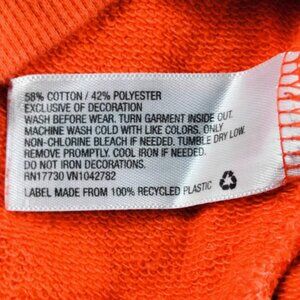 58% COTTON / 42% POLYESTER
EXCLUSIVE OF DECORATION
WASH BEFORE WEAR. TURN GARMENT INSIDE OUT.
MACHINE WASH COLD WITH LIKE COLORS. ONLY
NON-CHLORINE BLEACH IF NEEDED. TUMBLE DRY LOW.
REMOVE PROMPTLY. COOL IRON IF NEEDED.
DO NOT IRON DECORATIONS.
RN17730 VN1042782
LABEL MADE FROM 100% RECYCLED PLASTIC